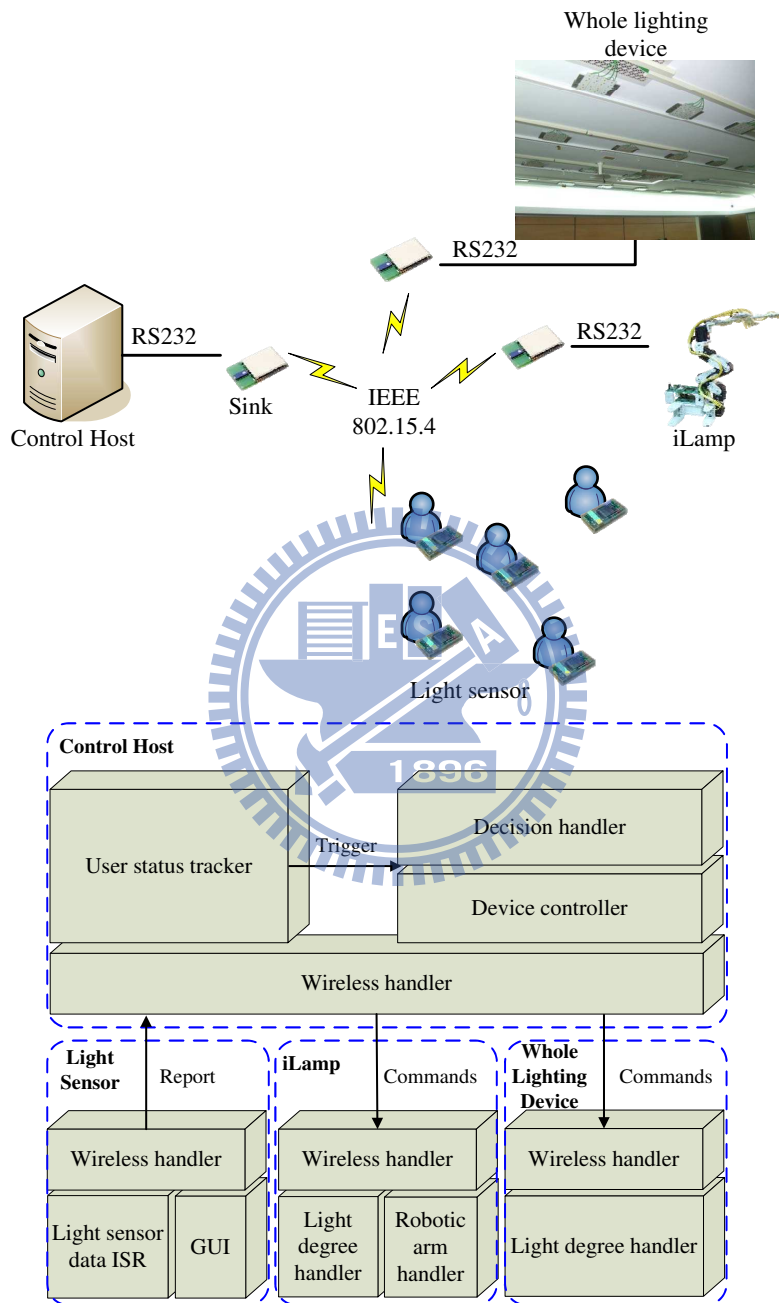 Whole lighting
device
RS232
RS232
RS232
Sink
IEEE
802.15.4
Control Host
iLamp
E S A
Light sensor
1896
Control Host
User status tracker
Trigger
Decision handler
Device controller
Wireless handler
Light
Sensor
Report
iLamp
Commands
Whole
Lighting
Device
Commands
Wireless handler
Wireless handler
Wireless handler
Light sensor
data ISR
GUI
Light
degree
handler
Robotic
arm
handler
Light degree handler